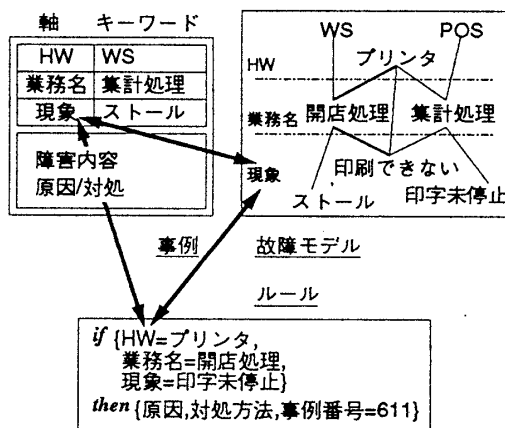 軸 キーワード
HW WS
業務名 集計処理
現象 ストール
障害内容
原因/対処
WS POS
HW プリンタ
業務名 開店処理 集計処理
現象 印刷できない
ストール 印字未停止
事例 故障モデル
ルール
if {HW=プリンタ,
業務名=開店処理,
現象=印字未停止}
then {原因,対処方法,事例番号=611}